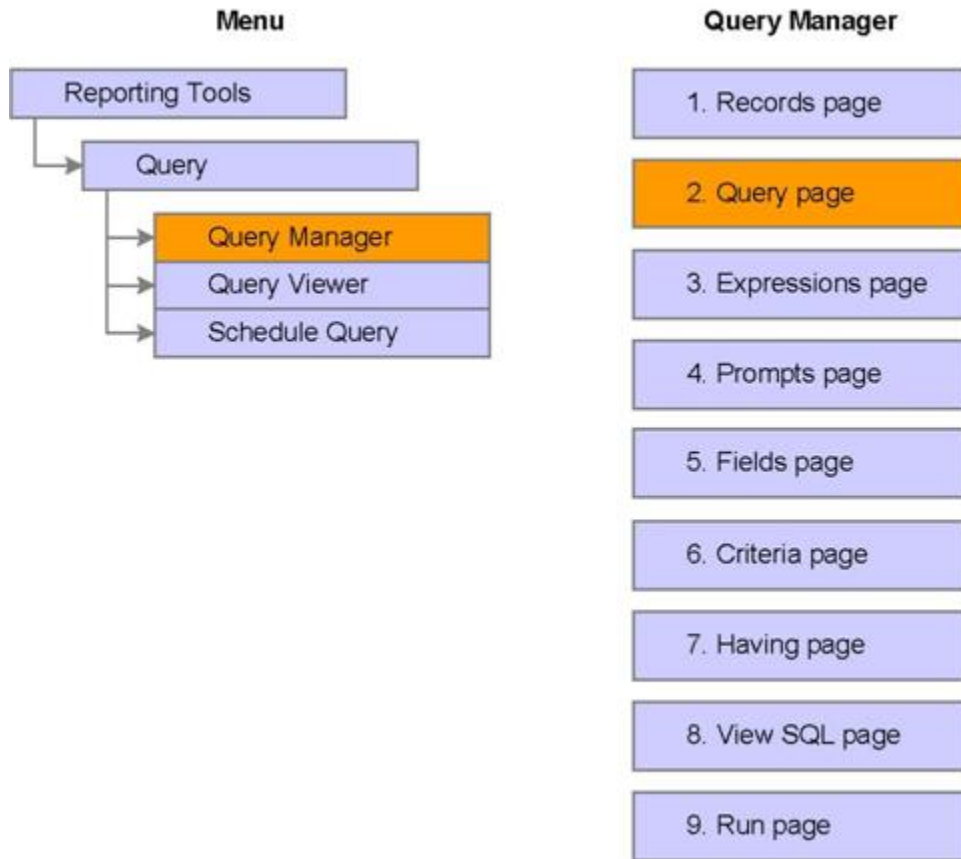 Menu
Reporting Tools
Query
Query Manager
Query Viewer
Schedule Query
Query Manager
1. Records page
2. Query page
3. Expressions page
4. Prompts page
5. Fields page
6. Criteria page
7. Having page
8. View SQL page
9. Run page